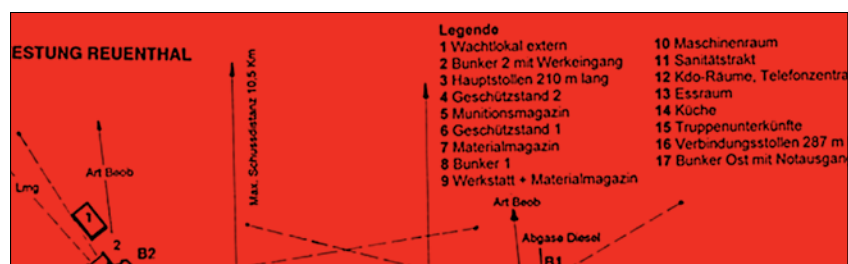 ESTUNG REUENTHAL
Max. Schussdistanz 10,5 Km
Legende
1 Wachtlokal extern
2 Bunker 2 mit Werkeingang
3 Hauptstollen 210 m lang
4 Geschützstand 2
5 Munitionsmagazin
6 Geschützstand 1
7 Materialmagazin
8 Bunker 1
9 Werkstatt + Materialmagazin
10 Maschinenraum
11 Sanitätstrakt
12 Kdo-Räume, Telefonzentra
13 Essraum
14 Küche
15 Truppenunterkünfte
16 Verbindungsstollen 287 m
17 Bunker Ost mit Notausgan
Art Beob
Lmg
1
2
B2
Art Beob
Abgase Diesel
B1